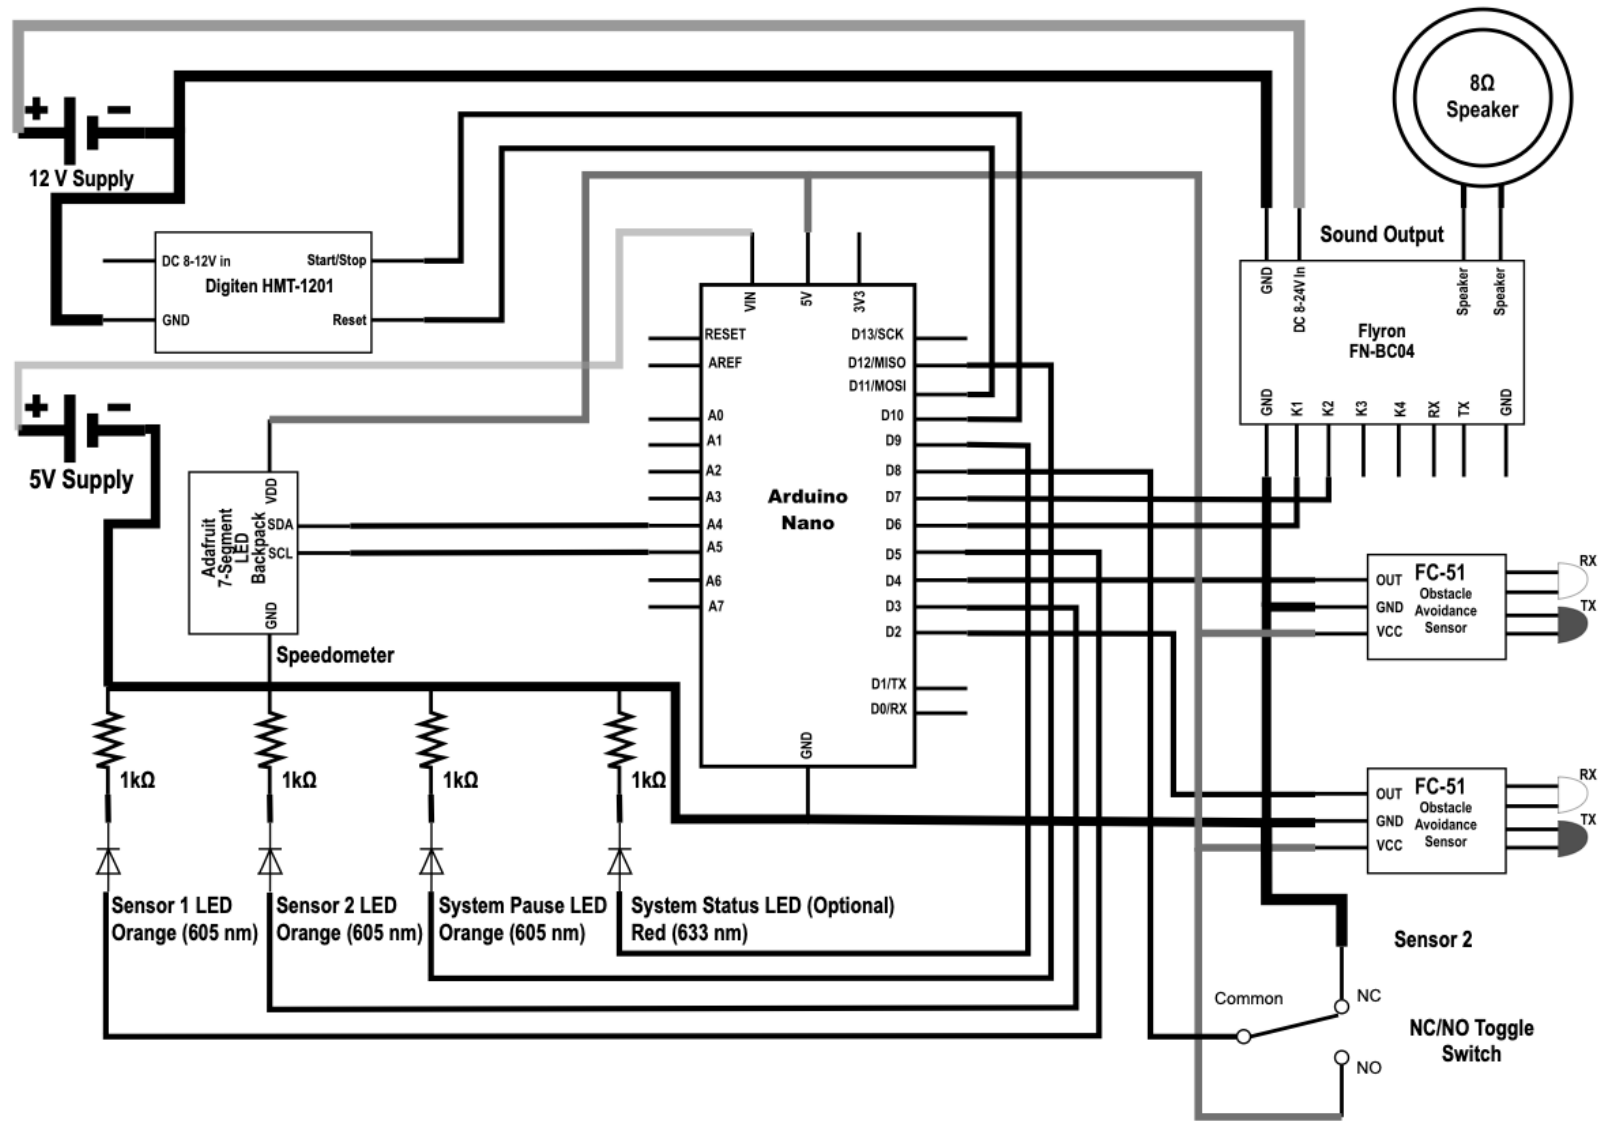 8Ω
Speaker
+ −
12 V Supply
Sound Output
DC 8-12V in
Start/Stop
Digiten HMT-1201
GND
Reset
GND
DC 8-24V In
Speaker
Speaker
Flyron
FN-BC04
GND
K1
K2
K3
K4
RX
TX
GND
VIN
5V
3V3
RESET
AREF
A0
A1
A2
A3
A4
A5
A6
A7
D13/SCK
D12/MISO
D11/MOSI
D10
D9
D8
D7
D6
D5
D4
D3
D2
D1/TX
D0/RX
GND
Arduino
Nano
+ −
5V Supply
VDD
SDA
SCL
GND
Adafruit
7-Segment
LED
Backpack
Speedometer
OUT
GND
VCC
FC-51
Obstacle
Avoidance
Sensor
RX
TX
1kΩ
1kΩ
1kΩ
1kΩ
OUT
GND
VCC
FC-51
Obstacle
Avoidance
Sensor
RX
TX
Sensor 1 LED
Orange (605 nm)
Sensor 2 LED
Orange (605 nm)
System Pause LED
Orange (605 nm)
System Status LED (Optional)
Red (633 nm)
Sensor 2
Common
NC
NO
NC/NO Toggle
Switch